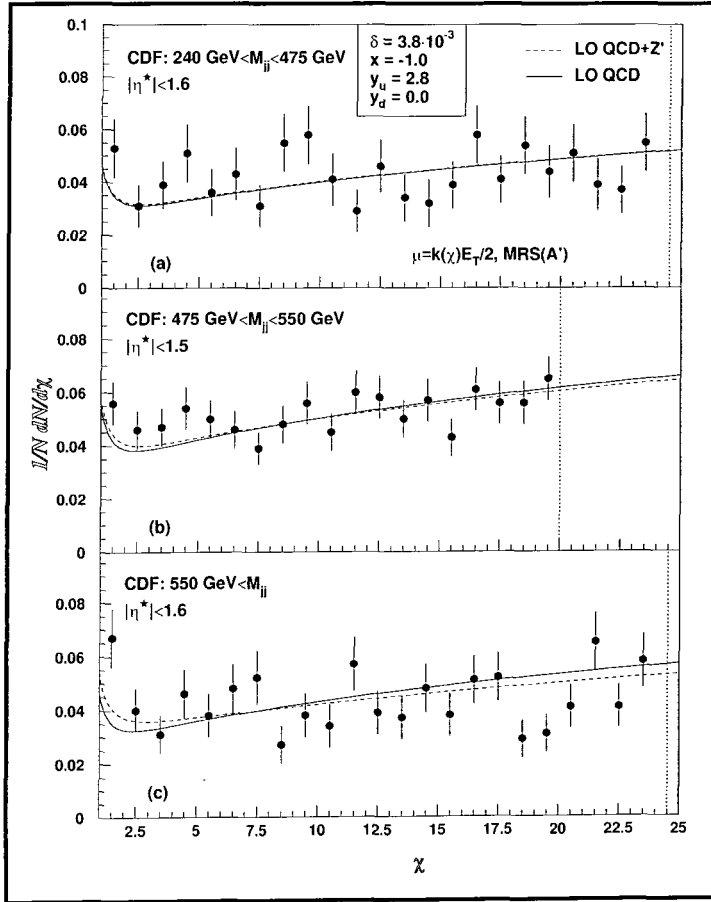 0.1
CDF: 240 GeV<M_jj<475 GeV
|η*|<1.6
δ = 3.8·10^-3
x = -1.0
y_u = 2.8
y_d = 0.0
LO QCD+Z'
LO QCD
0.08
0.06
0.04
0.02
0
(a)
μ=k(χ)E_T/2, MRS(A')
CDF: 475 GeV<M_jj<550 GeV
|η*|<1.5
0.08
0.06
0.04
0.02
0
(b)
1/N dN/dχ
CDF: 550 GeV<M_jj
|η*|<1.6
0.08
0.06
0.04
0.02
0
(c)
2.5 5 7.5 10 12.5 15 17.5 20 22.5 25
χ